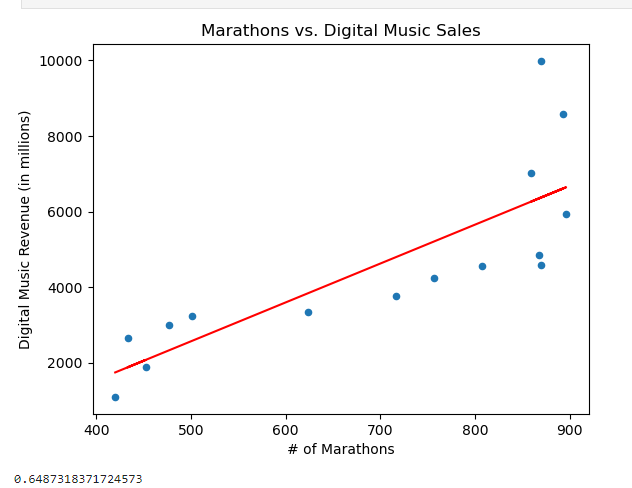 Marathons vs. Digital Music Sales
10000
8000
6000
4000
2000
Digital Music Revenue (in millions)
400 500 600 700 800 900
# of Marathons
0.6487318371724573